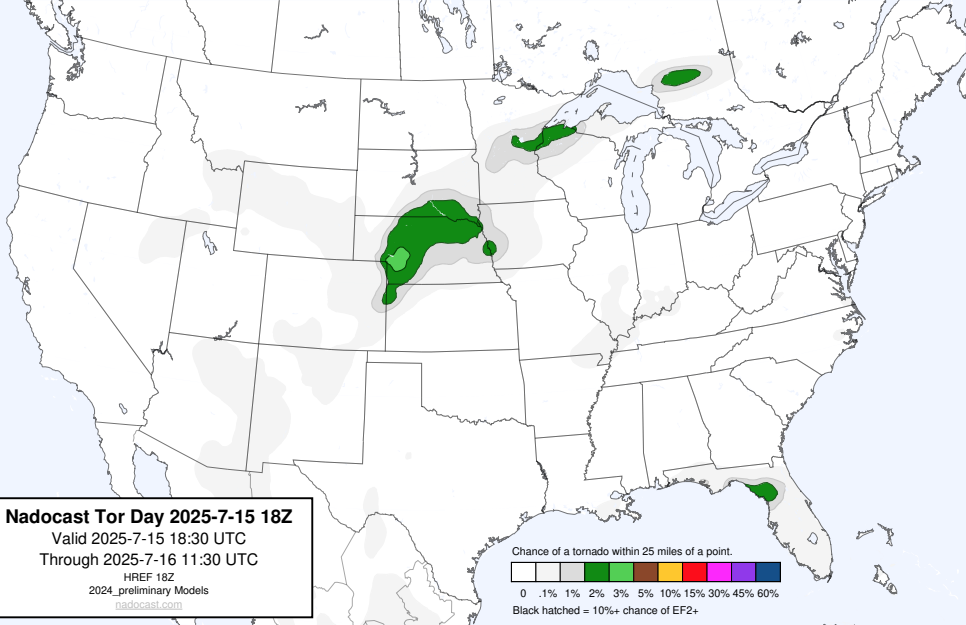 Nadocast Tor Day 2025-7-15 18Z
Valid 2025-7-15 18:30 UTC
Through 2025-7-16 11:30 UTC
HREF 18Z
2024_preliminary Models
nadocast.com
Chance of a tornado within 25 miles of a point.
0 .1% 1% 2% 3% 5% 10% 15% 30% 45% 60%
Black hatched = 10%+ chance of EF2+